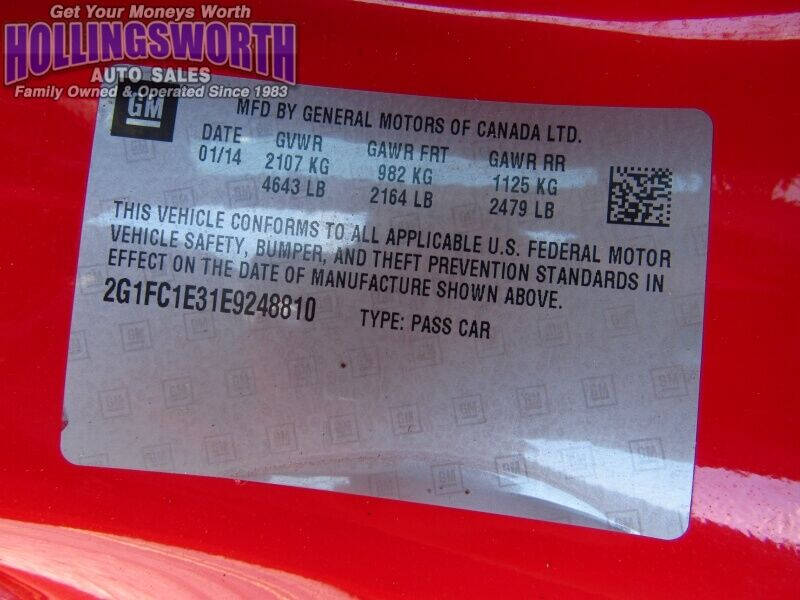 Get Your Moneys Worth
HOLLINGSWORTH
AUTO SALES
Family Owned & Operated Since 1983
GM
MFD BY GENERAL MOTORS OF CANADA LTD.
DATE GVWR GAWR FRT GAWR RR
01/14 2107 KG 982 KG 1125 KG
4643 LB 2164 LB 2479 LB
THIS VEHICLE CONFORMS TO ALL APPLICABLE U.S. FEDERAL MOTOR
VEHICLE SAFETY, BUMPER, AND THEFT PREVENTION STANDARDS IN
EFFECT ON THE DATE OF MANUFACTURE SHOWN ABOVE.
2G1FC1E31E9248810 TYPE: PASS CAR